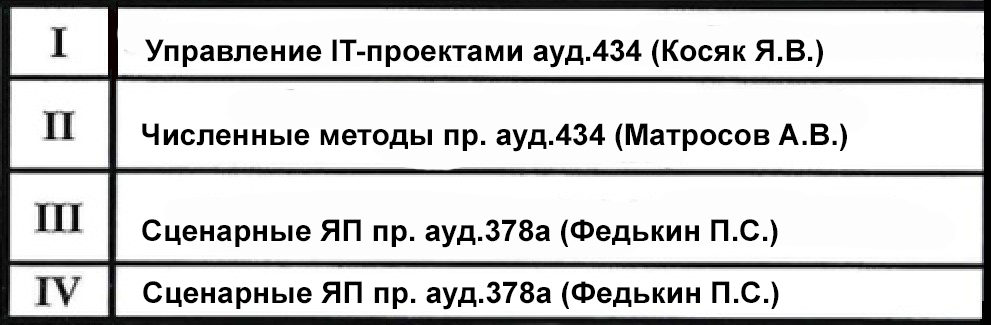 I Управление IT-проектами ауд.434 (Косяк Я.В.)
II Численные методы пр. ауд.434 (Матросов А.В.)
III Сценарные ЯП пр. ауд.378а (Федькин П.С.)
IV Сценарные ЯП пр. ауд.378а (Федькин П.С.)